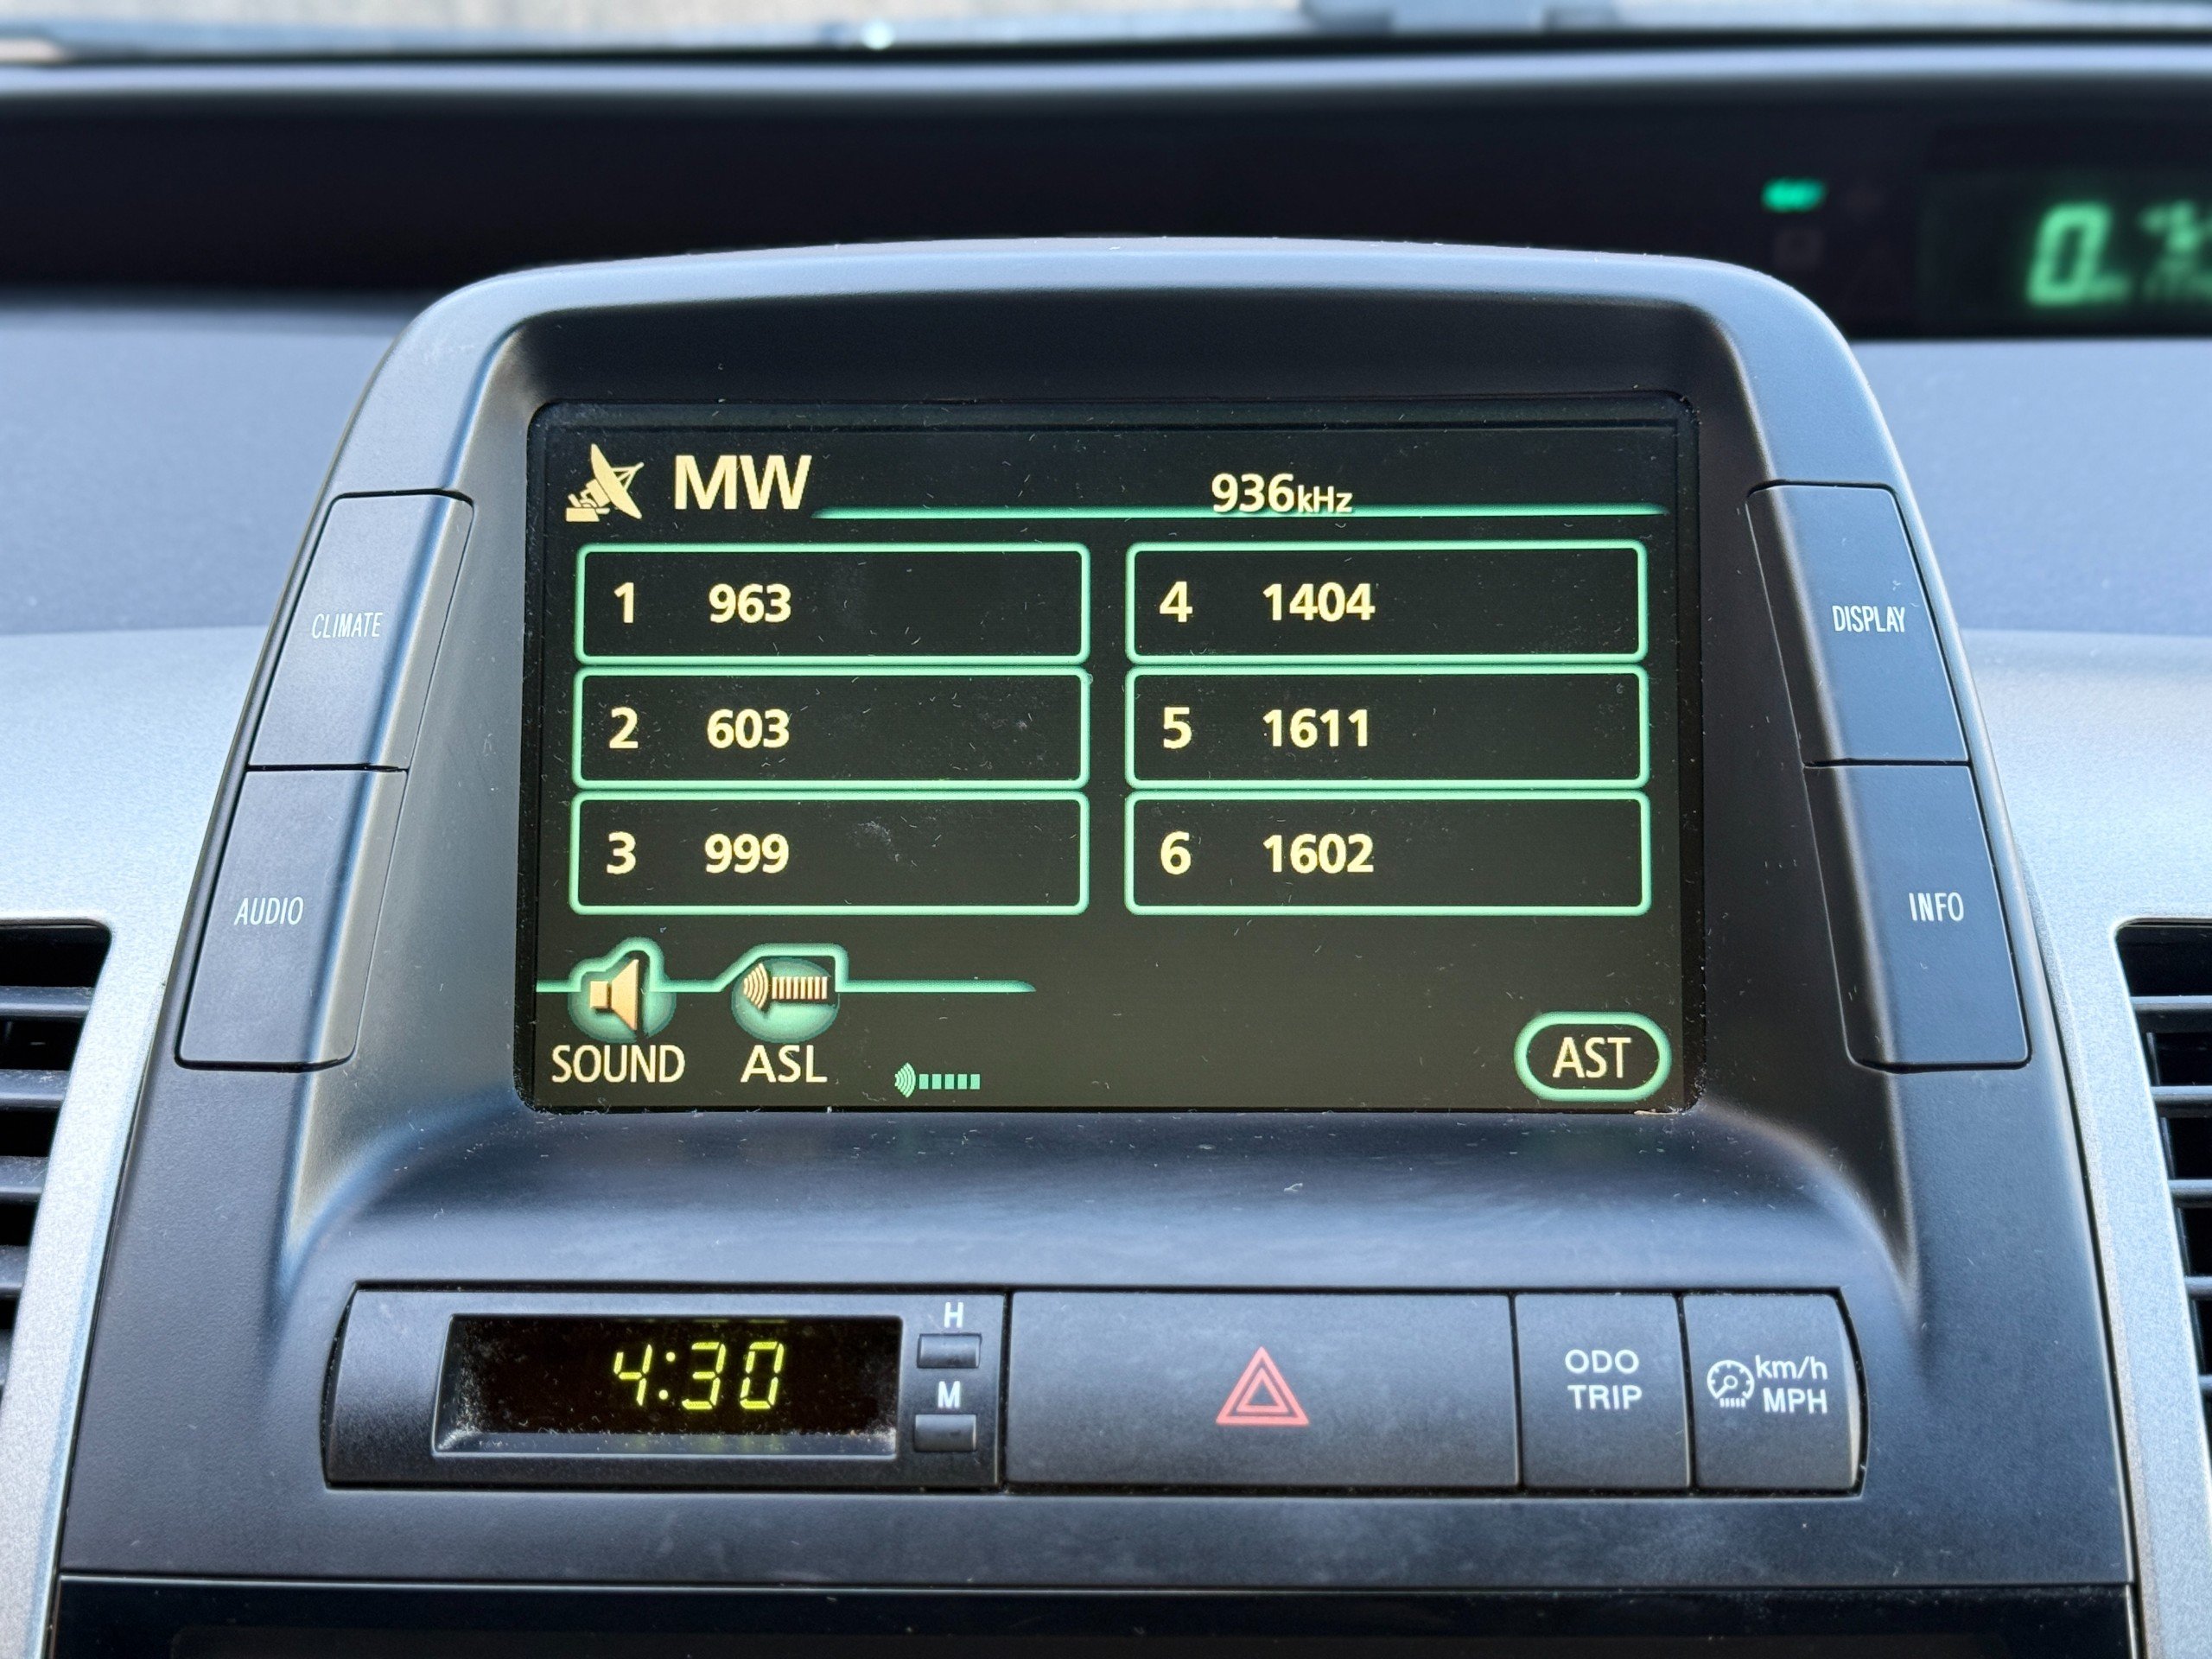 MW 936kHz
1 963
4 1404
2 603
5 1611
3 999
6 1602
SOUND ASL AST
CLIMATE
AUDIO
DISPLAY
INFO
4:30
H
M
ODO
TRIP
km/h
MPH
0